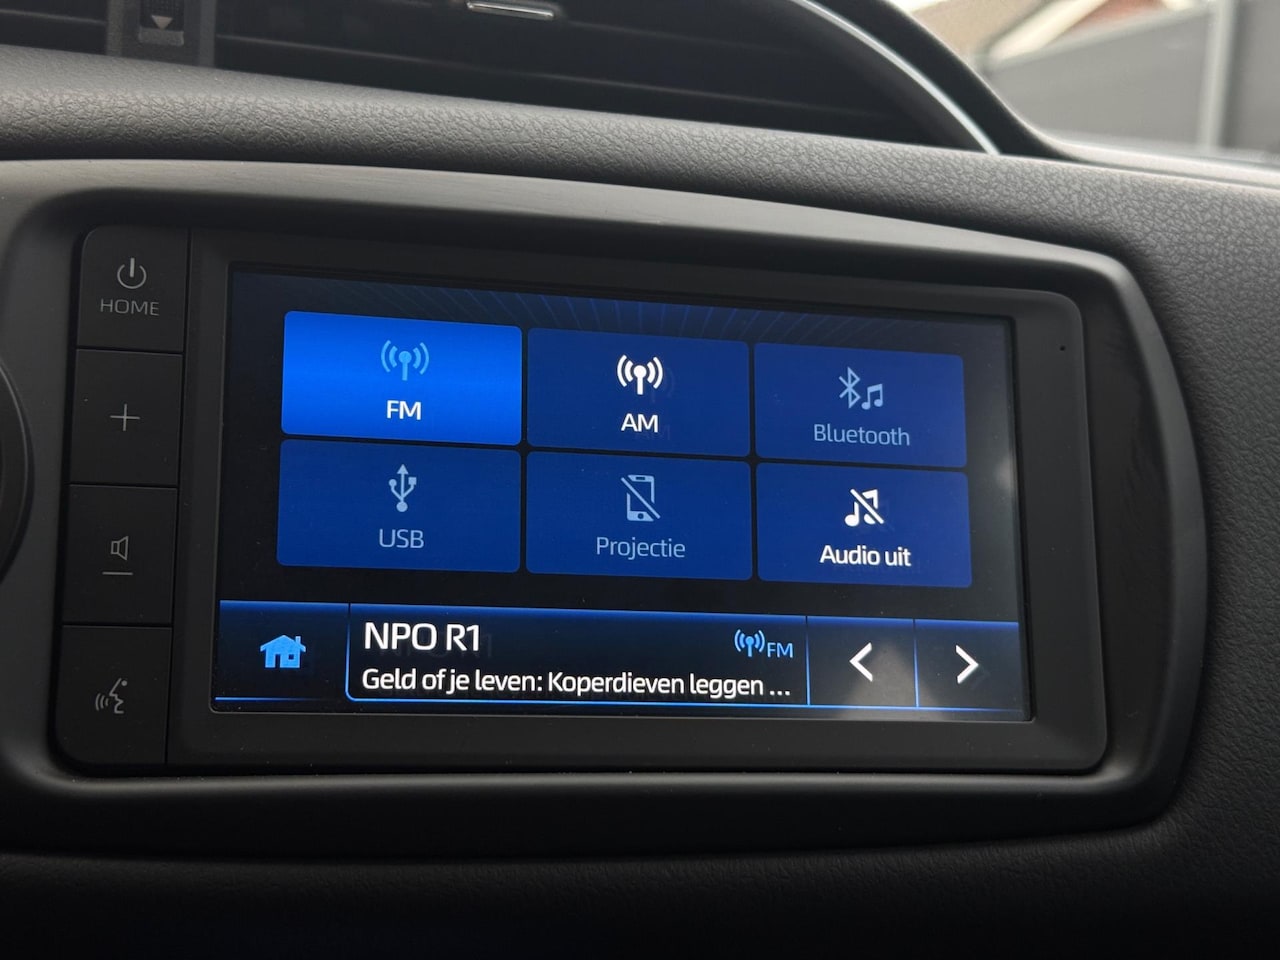 HOME
FM
AM
Bluetooth
USB
Projectie
Audio uit
NPO R1
FM
Geld of je leven: Koperdieven leggen ...